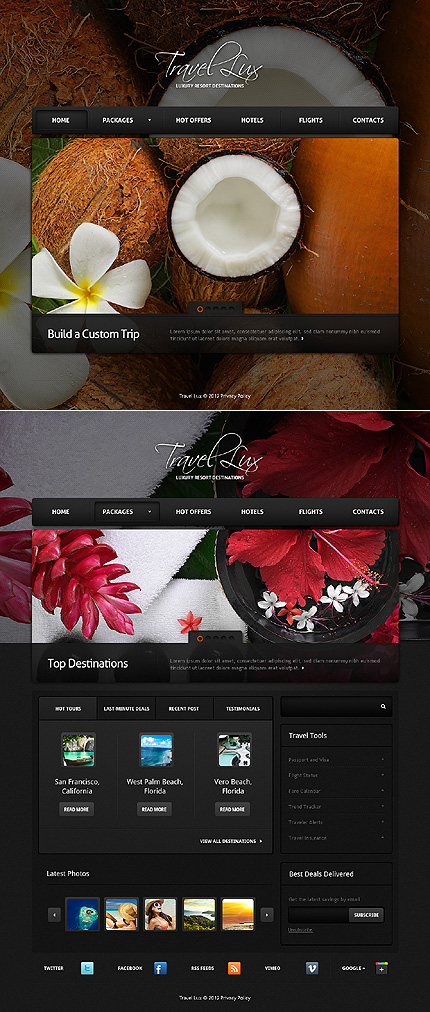 Travel Lux
LUXURY RESORT DESTINATIONS
HOME PACKAGES HOT OFFERS HOTELS FLIGHTS CONTACTS
Build a Custom Trip
Lorem ipsum dolor sit amet, consectetuer adipiscing elit, sed diam nonummy nibh euismod
tincidunt ut laoreet dolore magna aliquam erat volutpat.
Travel Lux © 2012 Privacy Policy
Travel Lux
LUXURY RESORT DESTINATIONS
HOME PACKAGES HOT OFFERS HOTELS FLIGHTS CONTACTS
Top Destinations
Lorem ipsum dolor sit amet, consectetuer adipiscing elit, sed diam nonummy nibh euismod
tincidunt ut laoreet dolore magna aliquam erat volutpat.
HOT TOURS LAST-MINUTE DEALS RECENT POST TESTIMONIALS
San Francisco,
California
READ MORE
West Palm Beach,
Florida
READ MORE
Vero Beach,
Florida
READ MORE
VIEW ALL DESTINATIONS
Travel Tools
Passport and Visa
Flight Status
Fare Calendar
Trend Tracker
Traveler Alerts
Travel Insurance
Latest Photos
Best Deals Delivered
Get the latest savings by email
SUBSCRIBE
Unsubscribe
TWITTER FACEBOOK RSS FEEDS VIMEO GOOGLE +
Travel Lux © 2012 Privacy Policy